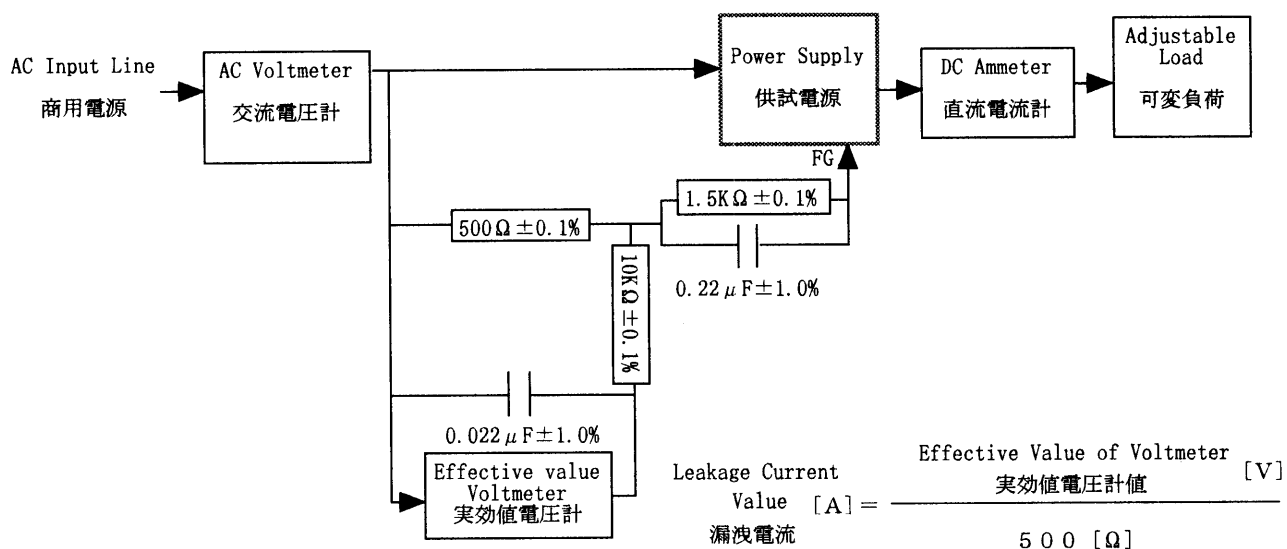 AC Input Line
商用電源
AC Voltmeter
交流電圧計
Power Supply
供試電源
DC Ammeter
直流電流計
Adjustable
Load
可変負荷
FG
1.5KΩ±0.1%
500Ω±0.1%
10KΩ±0.1%
0.22μF±1.0%
0.022μF±1.0%
Effective value
Voltmeter
実効値電圧計
Leakage Current
Value [A]=
漏洩電流
Effective Value of Voltmeter
実効値電圧計値 [V]
500 [Ω]